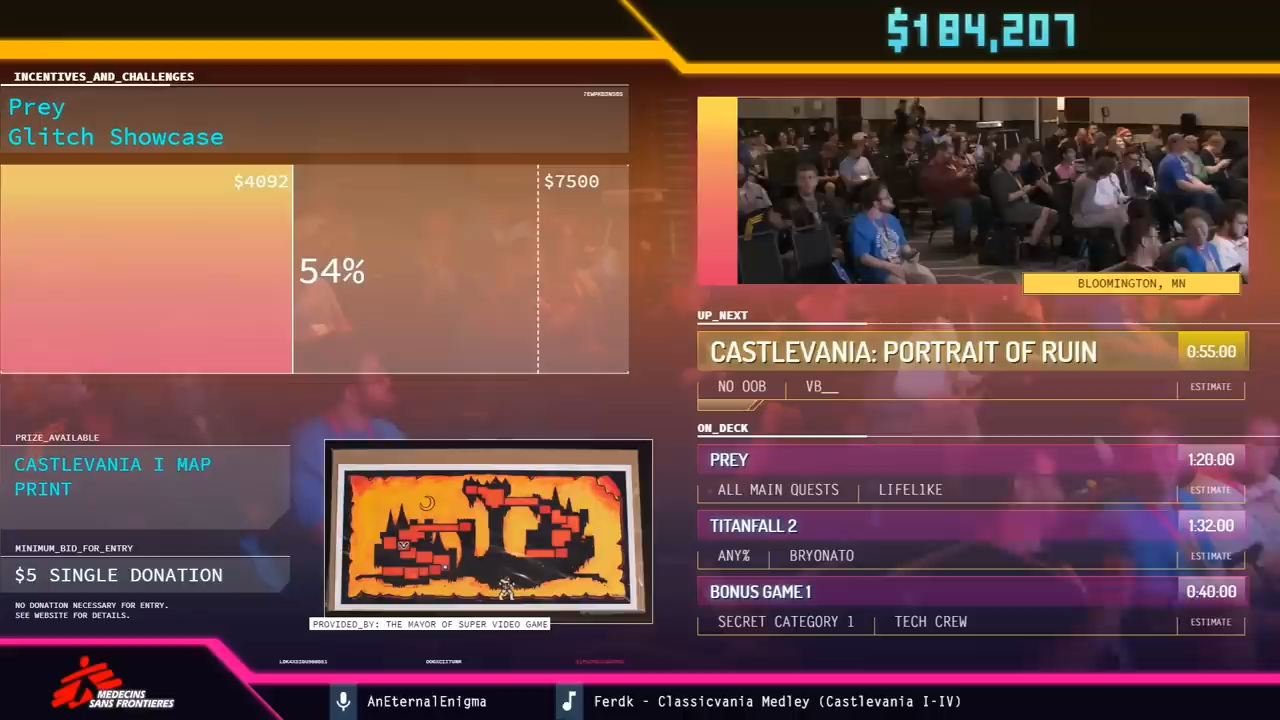 $184,207
INCENTIVES_AND_CHALLENGES
Prey
Glitch Showcase
$4092
$7500
54%
BLOOMINGTON, MN
UP_NEXT
CASTLEVANIA: PORTRAIT OF RUIN
0:55:00
NO OOB
VB__
ESTIMATE
ON_DECK
PREY
1:20:00
ALL MAIN QUESTS
LIFEL1KE
ESTIMATE
TITANFALL 2
1:32:00
ANY%
BRYONATO
ESTIMATE
BONUS GAME 1
0:40:00
SECRET CATEGORY 1
TECH CREW
ESTIMATE
PRIZE_AVAILABLE
CASTLEVANIA I MAP
PRINT
MINIMUM_BID_FOR_ENTRY
$5 SINGLE DONATION
NO DONATION NECESSARY FOR ENTRY.
SEE WEBSITE FOR DETAILS.
PROVIDED_BY: THE MAYOR OF SUPER VIDEO GAME
MEDECINS
SANS FRONTIERES
AnEternalEnigma
Ferdk - Classicvania Medley (Castlevania I-IV)